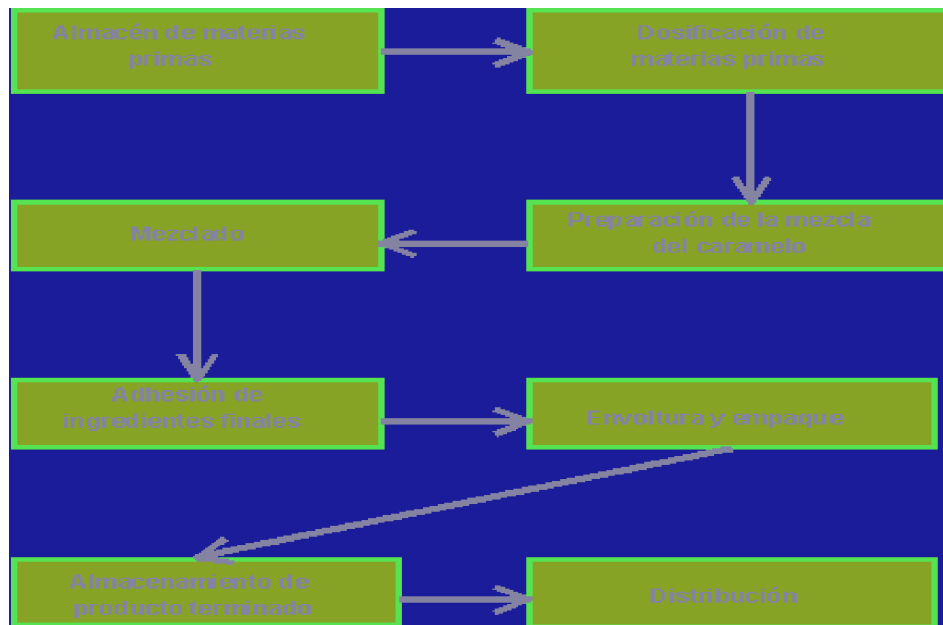 Almacén de materias
primas
Dosificación de
materias primas
Preparación de la mezcla
del caramelo
Mezclado
Adhesión de
ingredientes finales
Envoltura y empaque
Almacenamiento de
producto terminado
Distribución